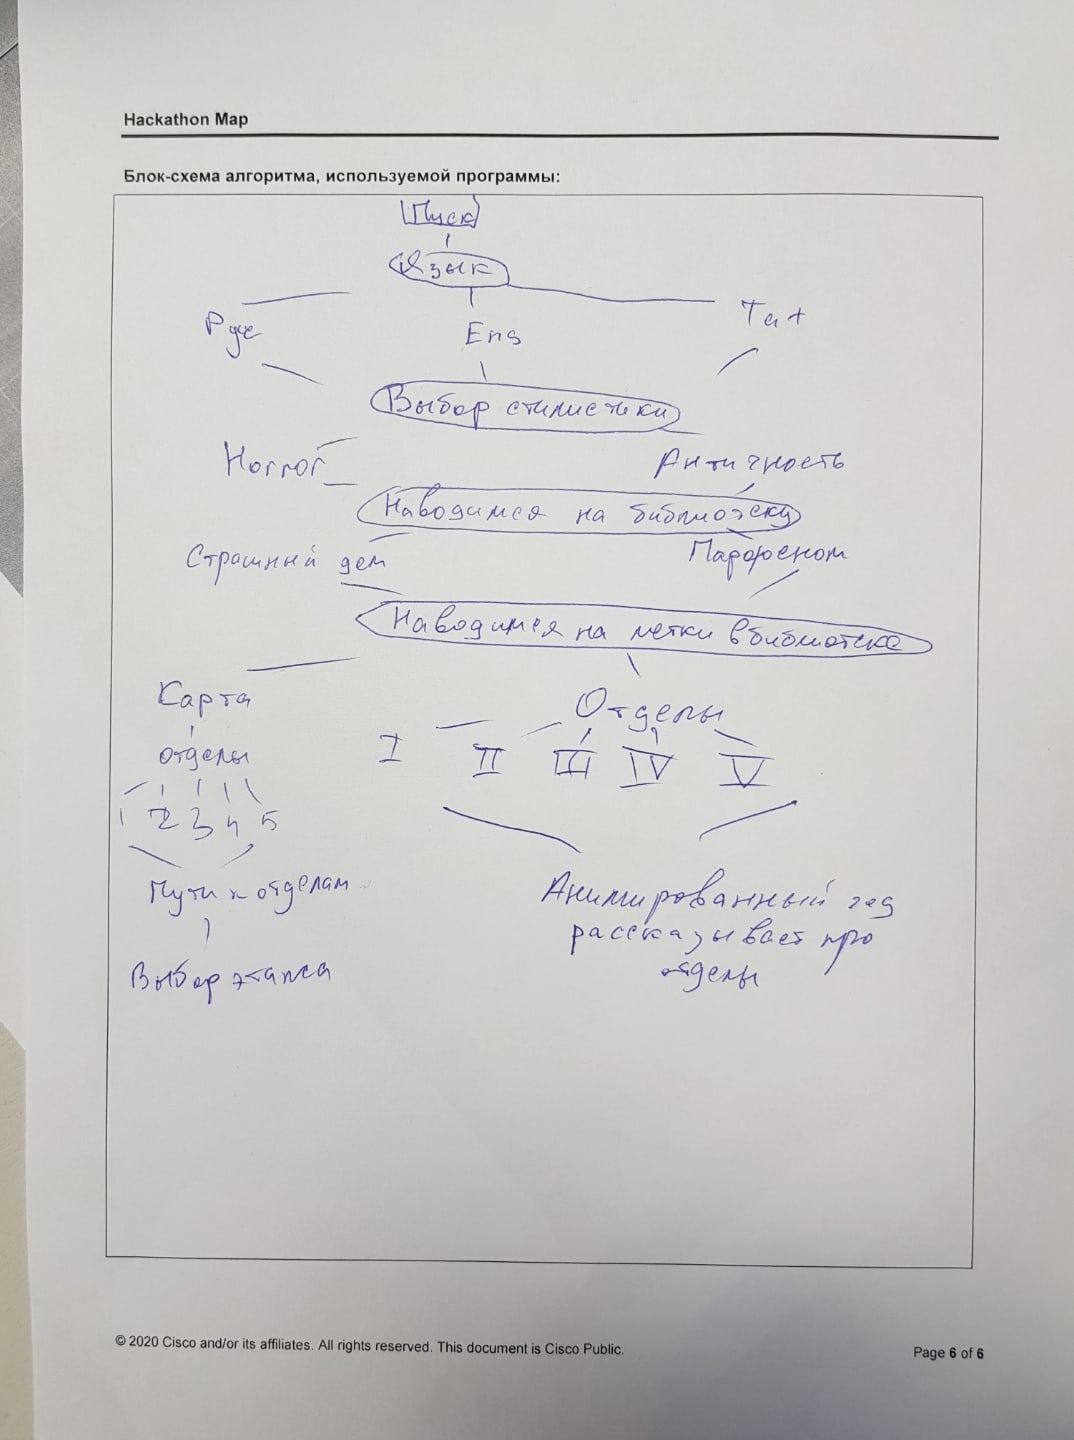 Hackathon Map
Блок-схема алгоритма, используемой программы:
Пуск
Язык
Рус Eng Tat
Выбор стилистики
Horror Античность
Наводимся на библиотеку
Страшный дом Парфеном
Наводимся на метки в библиотеке
Карта Отделы
отделы I II III IV V
1 2 3 4 5
Пути к отделам Анимированный гид
рассказывает про
Выбор этапа отделы
© 2020 Cisco and/or its affiliates. All rights reserved. This document is Cisco Public. Page 6 of 6